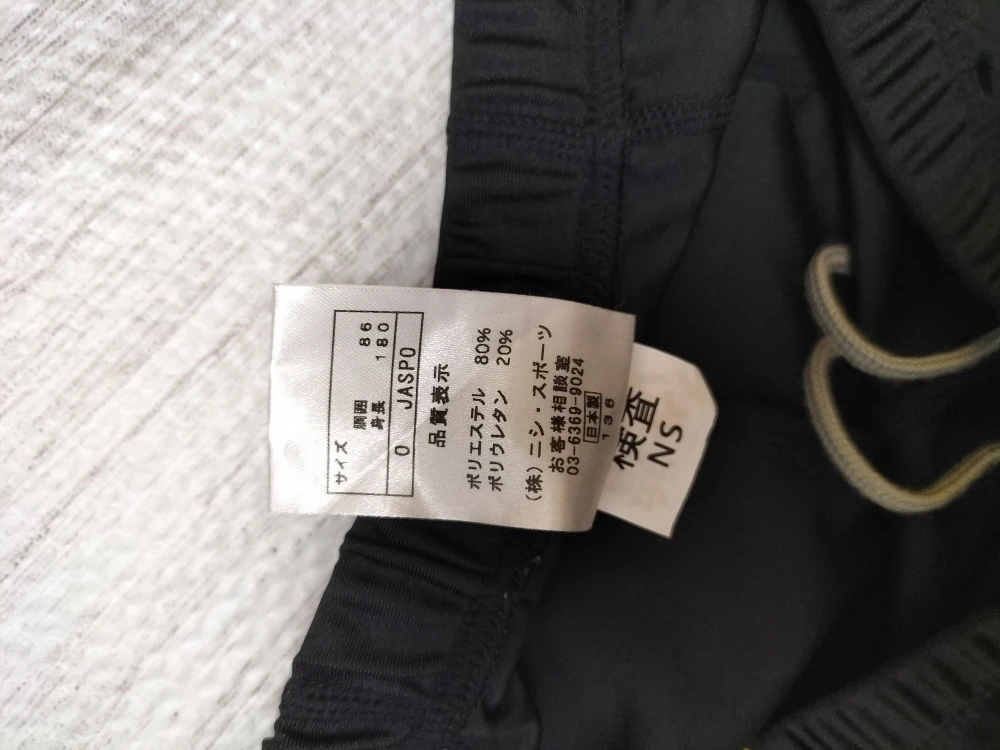 サイズ
胴囲 86
身長 180
O JASPO
品質表示
ポリエステル 80%
ポリウレタン 20%
(株)ニシ・スポーツ
お客様相談室
03-6369-9024
日本製
138
検査
NS